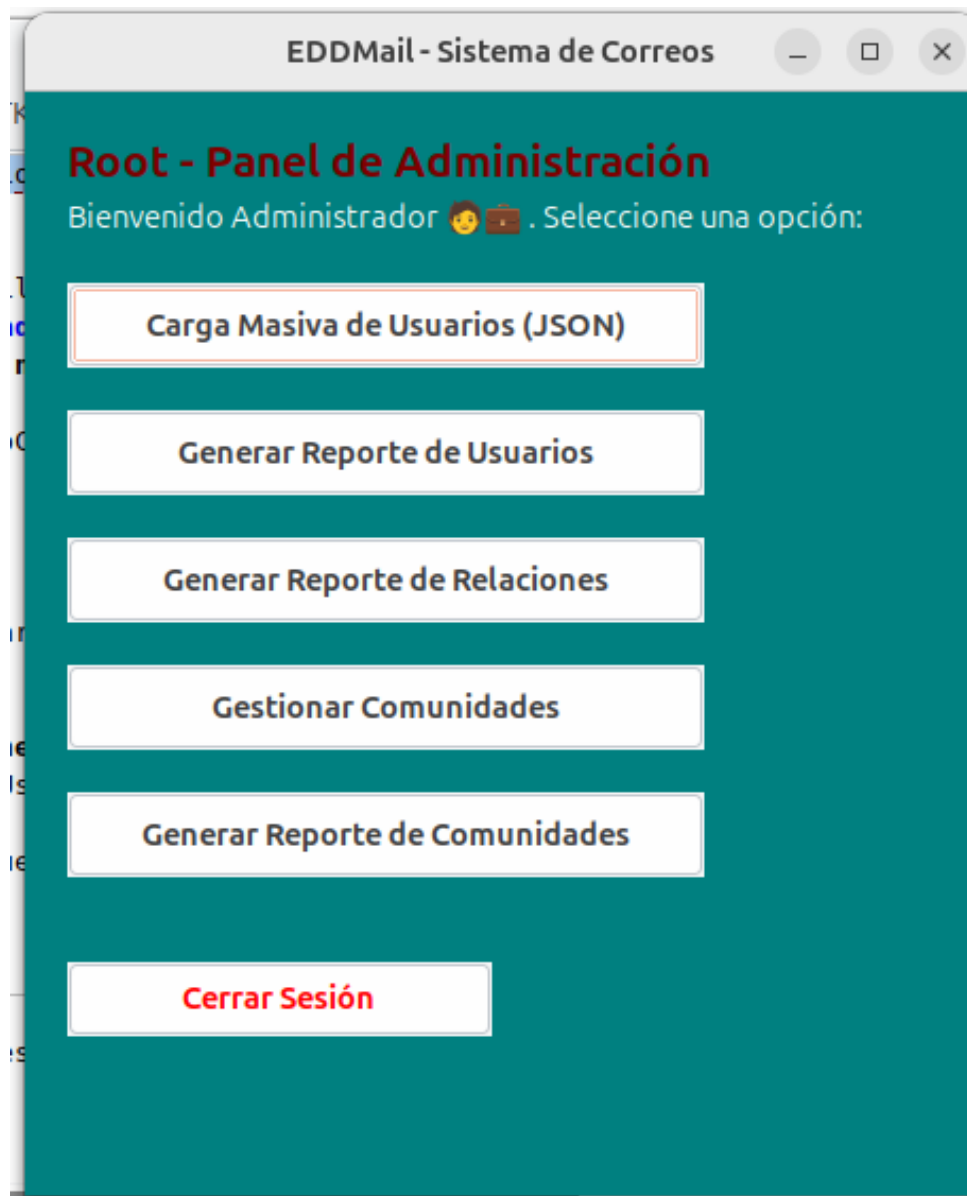 EDDMail - Sistema de Correos
Root - Panel de Administración
Bienvenido Administrador 🧑💼 . Seleccione una opción:
Carga Masiva de Usuarios (JSON)
Generar Reporte de Usuarios
Generar Reporte de Relaciones
Gestionar Comunidades
Generar Reporte de Comunidades
Cerrar Sesión